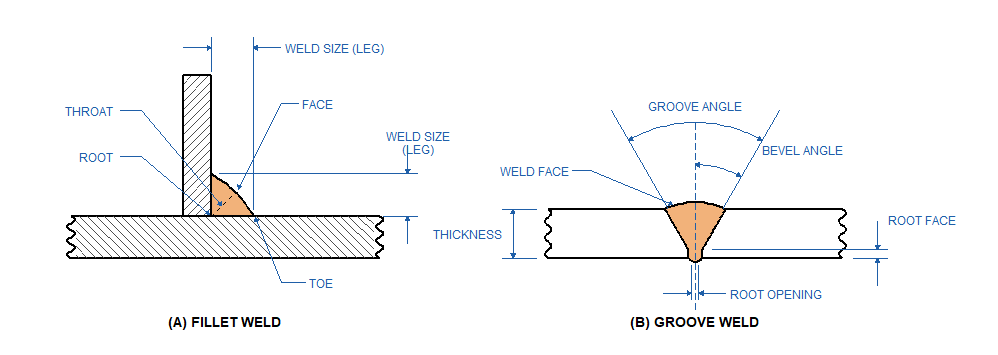 WELD SIZE (LEG)
THROAT
FACE
ROOT
WELD SIZE
(LEG)
TOE
(A) FILLET WELD
GROOVE ANGLE
BEVEL ANGLE
WELD FACE
THICKNESS
ROOT FACE
ROOT OPENING
(B) GROOVE WELD